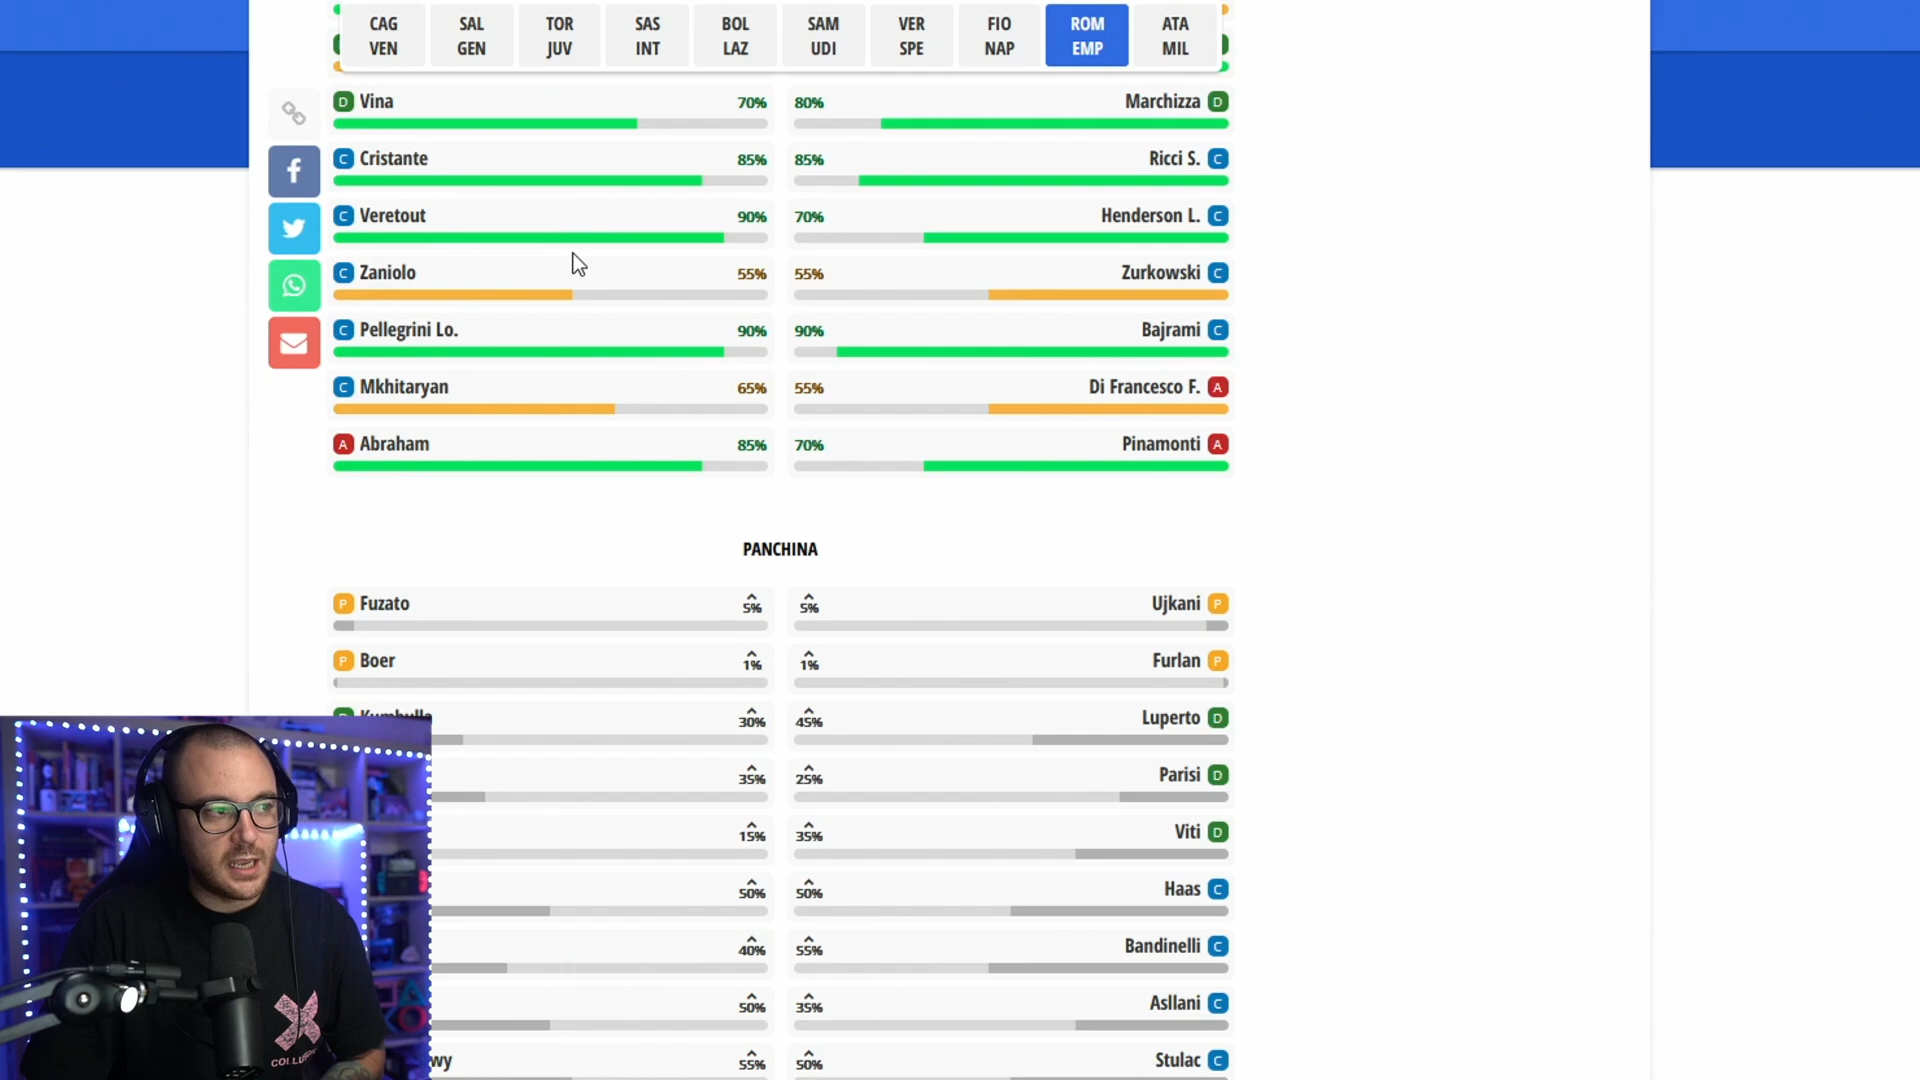 CAG SAL TOR SAS BOL SAM VER FIO ROM ATA
VEN GEN JUV INT LAZ UDI SPE NAP EMP MIL
D Vina 70% 80% Marchizza D
C Cristante 85% 85% Ricci S. C
C Veretout 90% 70% Henderson L. C
C Zaniolo 55% 55% Zurkowski C
C Pellegrini Lo. 90% 90% Bajrami C
C Mkhitaryan 65% 55% Di Francesco F. A
A Abraham 85% 70% Pinamonti A
PANCHINA
P Fuzato 5% 5% Ujkani P
P Boer 1% 1% Furlan P
Kumbulla 30% 45% Luperto D
35% 25% Parisi D
15% 35% Viti D
50% 50% Haas C
40% 55% Bandinelli C
50% 35% Asllani C
wy 55% 50% Stulac C